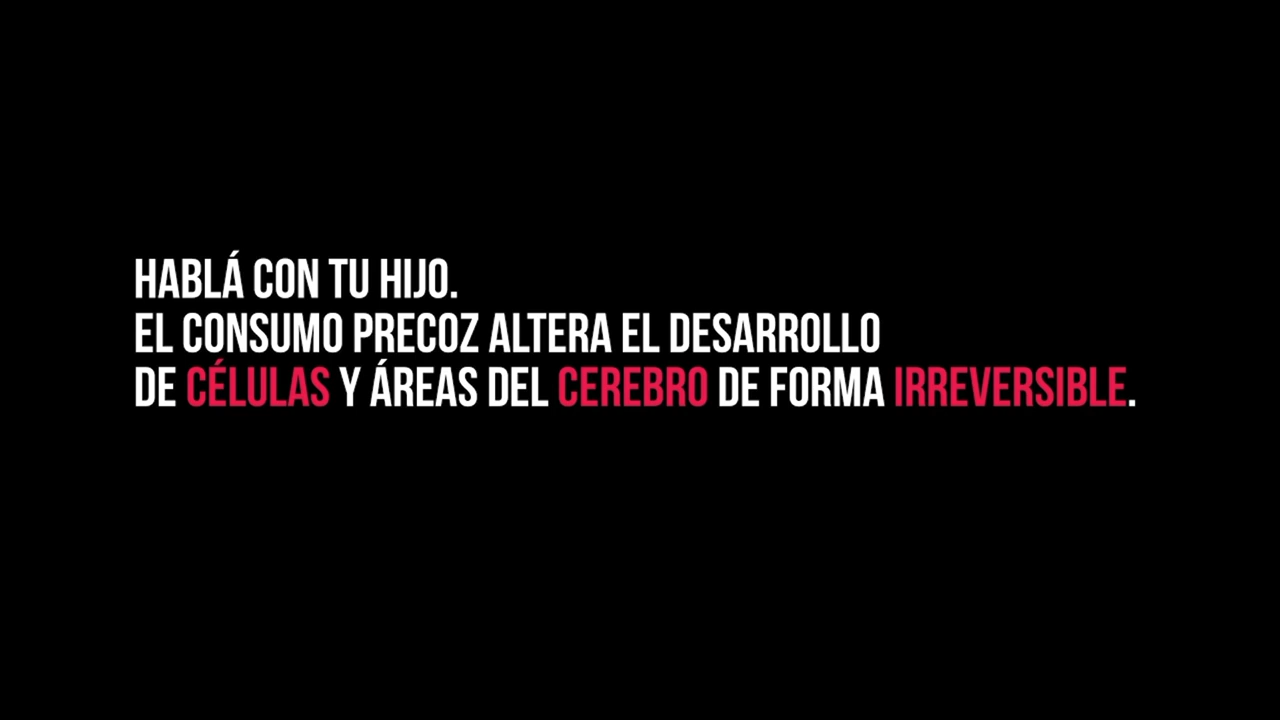 HABLÁ CON TU HIJO.
EL CONSUMO PRECOZ ALTERA EL DESARROLLO
DE CÉLULAS Y ÁREAS DEL CEREBRO DE FORMA IRREVERSIBLE.